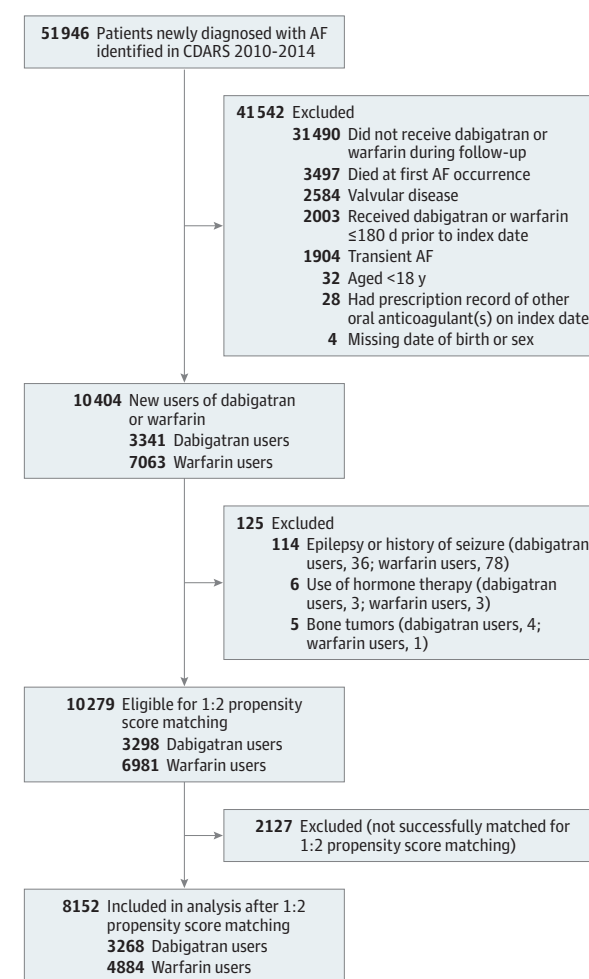 51946 Patients newly diagnosed with AF
identified in CDARS 2010-2014
41542 Excluded
31490 Did not receive dabigatran or
warfarin during follow-up
3497 Died at first AF occurrence
2584 Valvular disease
2003 Received dabigatran or warfarin
≤180 d prior to index date
1904 Transient AF
32 Aged <18 y
28 Had prescription record of other
oral anticoagulant(s) on index date
4 Missing date of birth or sex
10404 New users of dabigatran
or warfarin
3341 Dabigatran users
7063 Warfarin users
125 Excluded
114 Epilepsy or history of seizure (dabigatran
users, 36; warfarin users, 78)
6 Use of hormone therapy (dabigatran
users, 3; warfarin users, 3)
5 Bone tumors (dabigatran users, 4;
warfarin users, 1)
10279 Eligible for 1:2 propensity
score matching
3298 Dabigatran users
6981 Warfarin users
2127 Excluded (not successfully matched for
1:2 propensity score matching)
8152 Included in analysis after 1:2
propensity score matching
3268 Dabigatran users
4884 Warfarin users